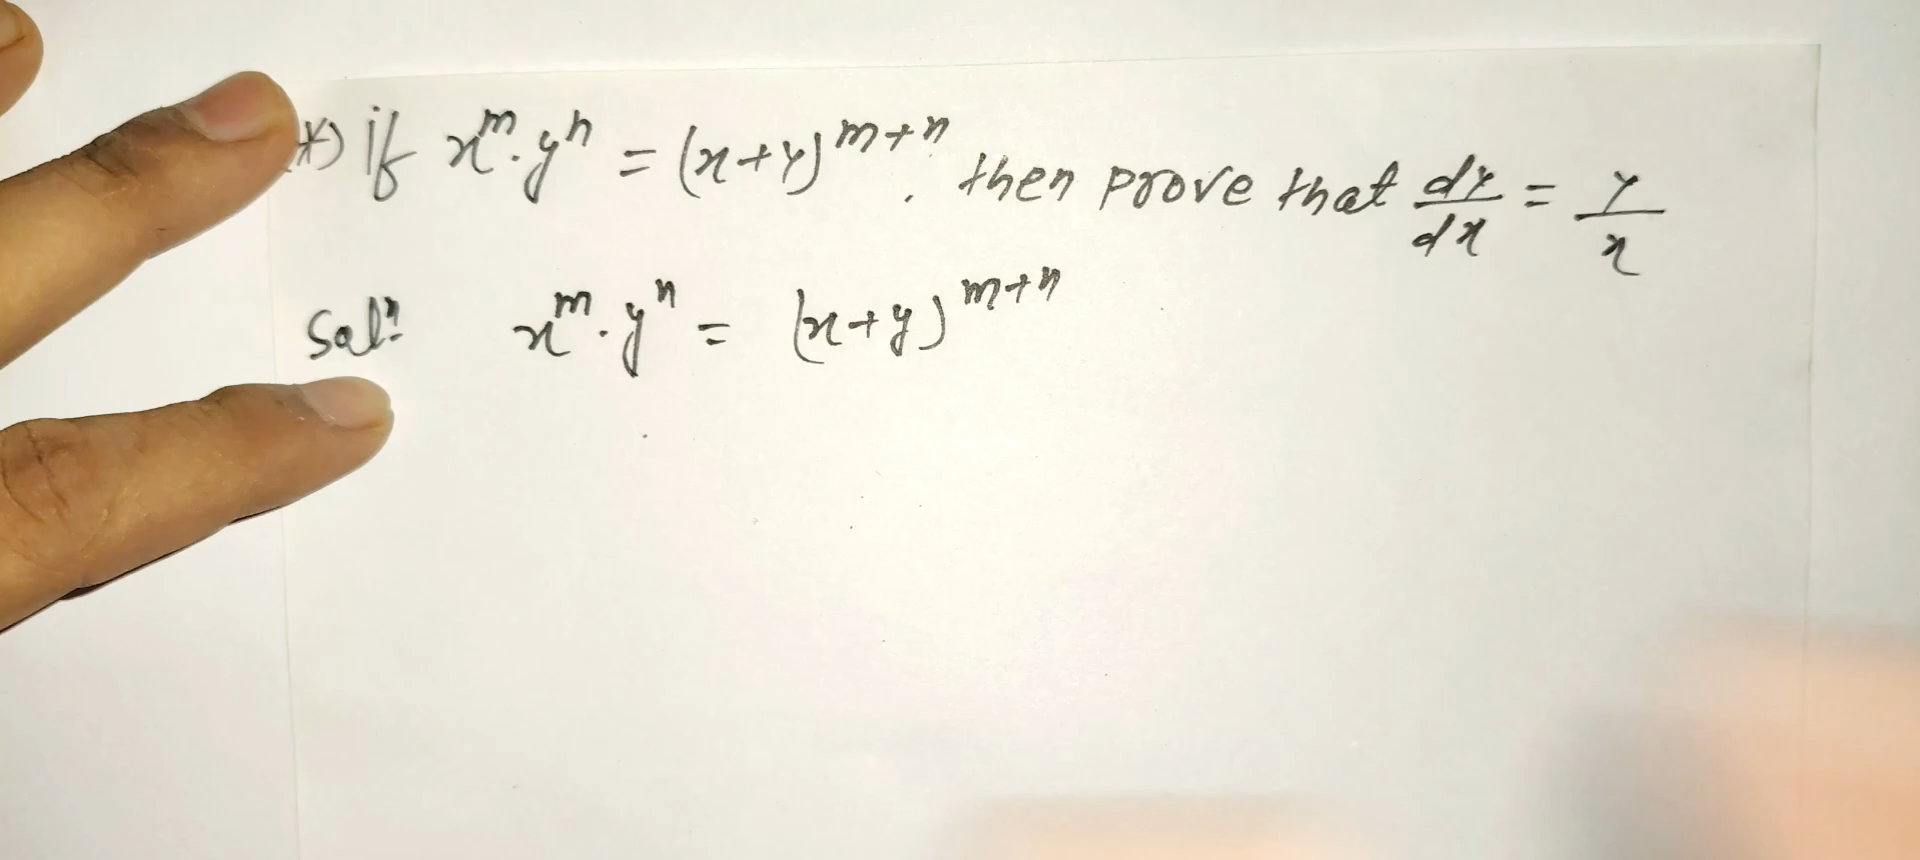 *) if x^m . y^n = (x+y)^m+n, then prove that dy/dx = y/x
Sol^n x^m . y^n = (x+y)^m+n